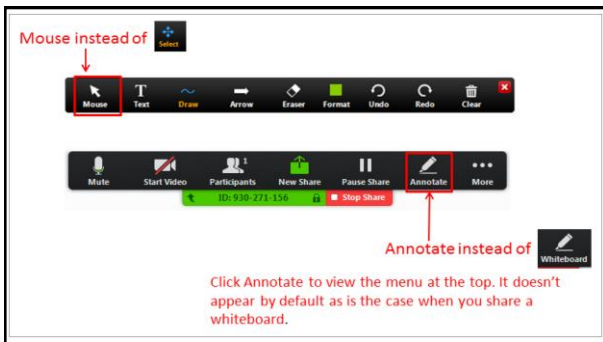 Mouse instead of
Select
Mouse Text Draw Arrow Eraser Format Undo Redo Clear
Mute Start Video Participants 1 New Share Pause Share Annotate More
ID: 930-271-156 Stop Share
Annotate instead of
Whiteboard
Click Annotate to view the menu at the top. It doesn't
appear by default as is the case when you share a
whiteboard.